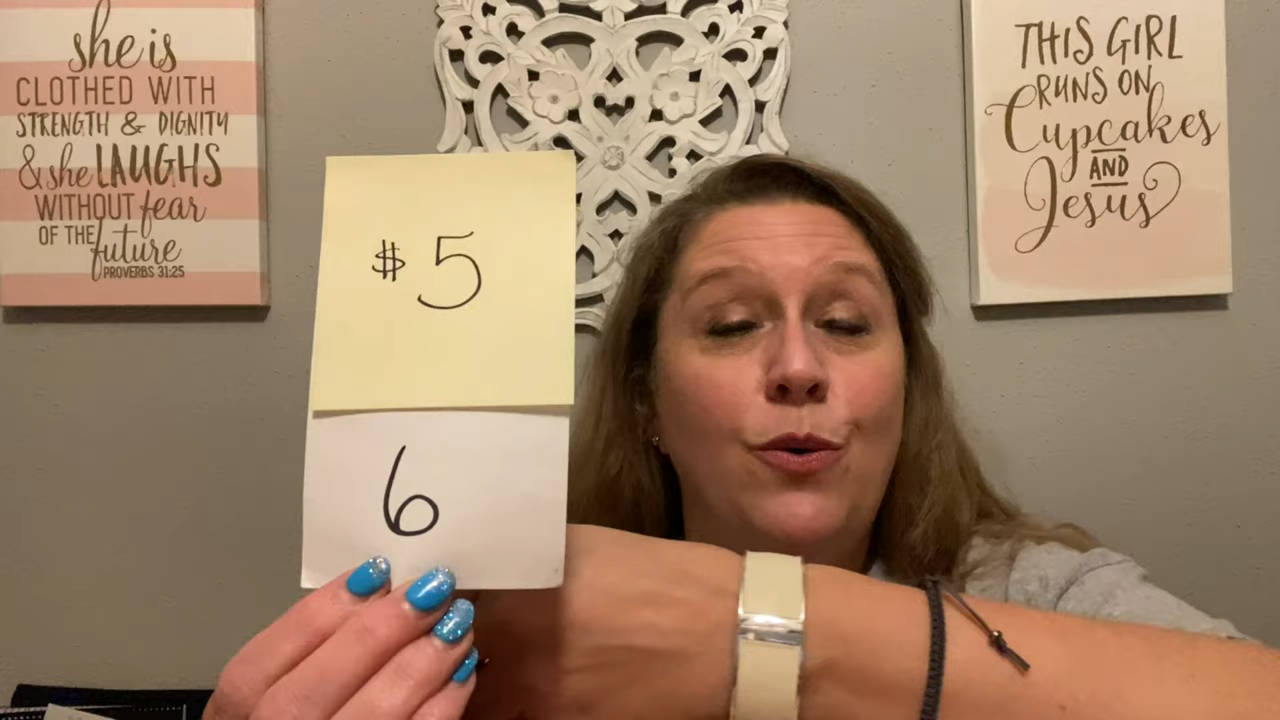 she is
CLOTHED WITH
STRENGTH & DIGNITY
& she LAUGHS
WITHOUT fear
OF THE future
PROVERBS 31:25
$5
6
THIS GIRL
RUNS ON
Cupcakes
AND
Jesus